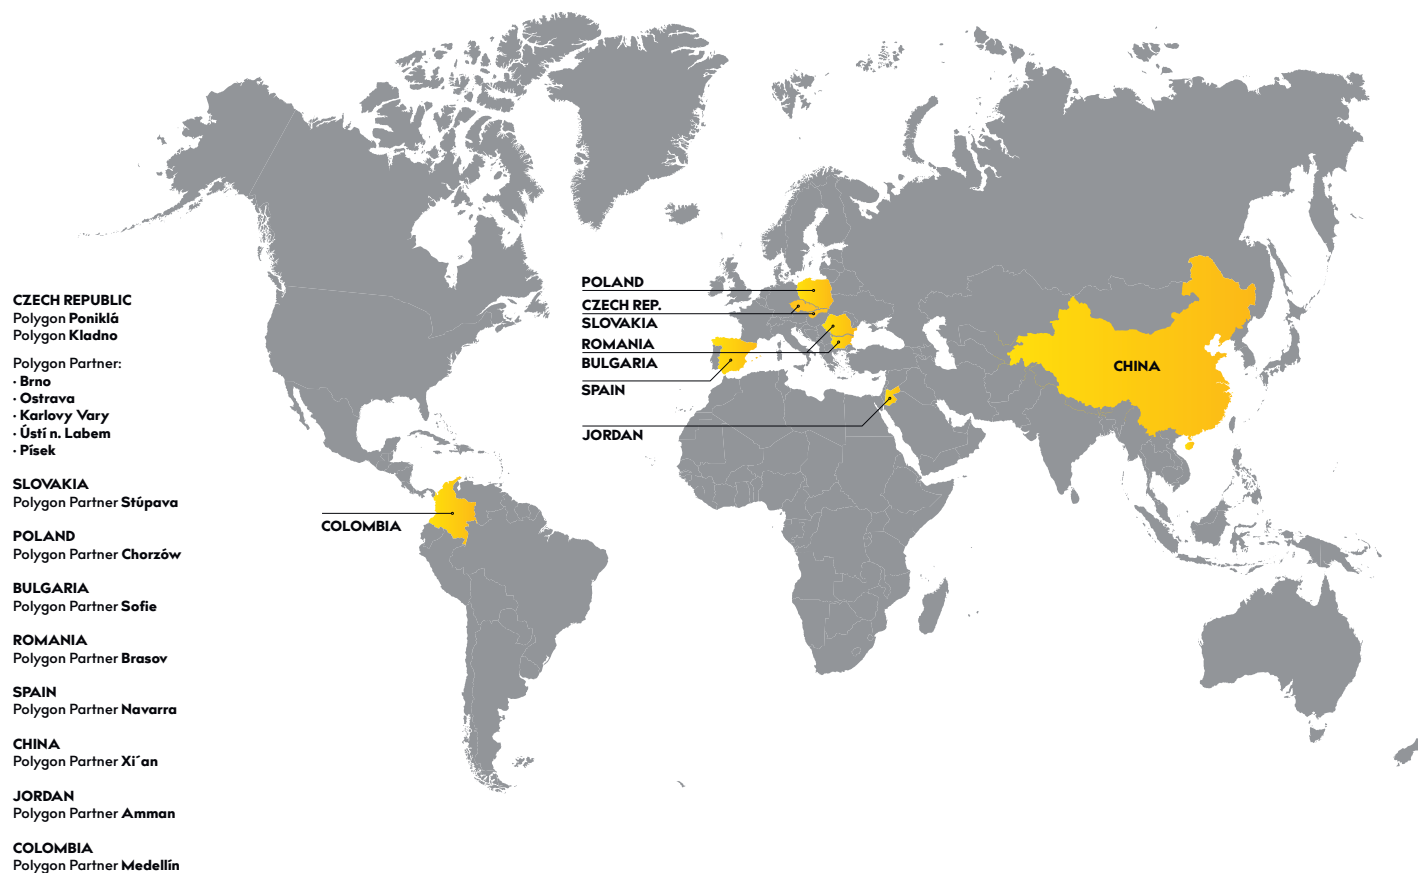 CZECH REPUBLIC
Polygon Poniklá
Polygon Kladno
Polygon Partner:
· Brno
· Ostrava
· Karlovy Vary
· Ústí n. Labem
· Písek
SLOVAKIA
Polygon Partner Stúpava
POLAND
Polygon Partner Chorzów
BULGARIA
Polygon Partner Sofie
ROMANIA
Polygon Partner Brasov
SPAIN
Polygon Partner Navarra
CHINA
Polygon Partner Xi´an
JORDAN
Polygon Partner Amman
COLOMBIA
Polygon Partner Medellín
COLOMBIA
POLAND
CZECH REP.
SLOVAKIA
ROMANIA
BULGARIA
SPAIN
JORDAN
CHINA